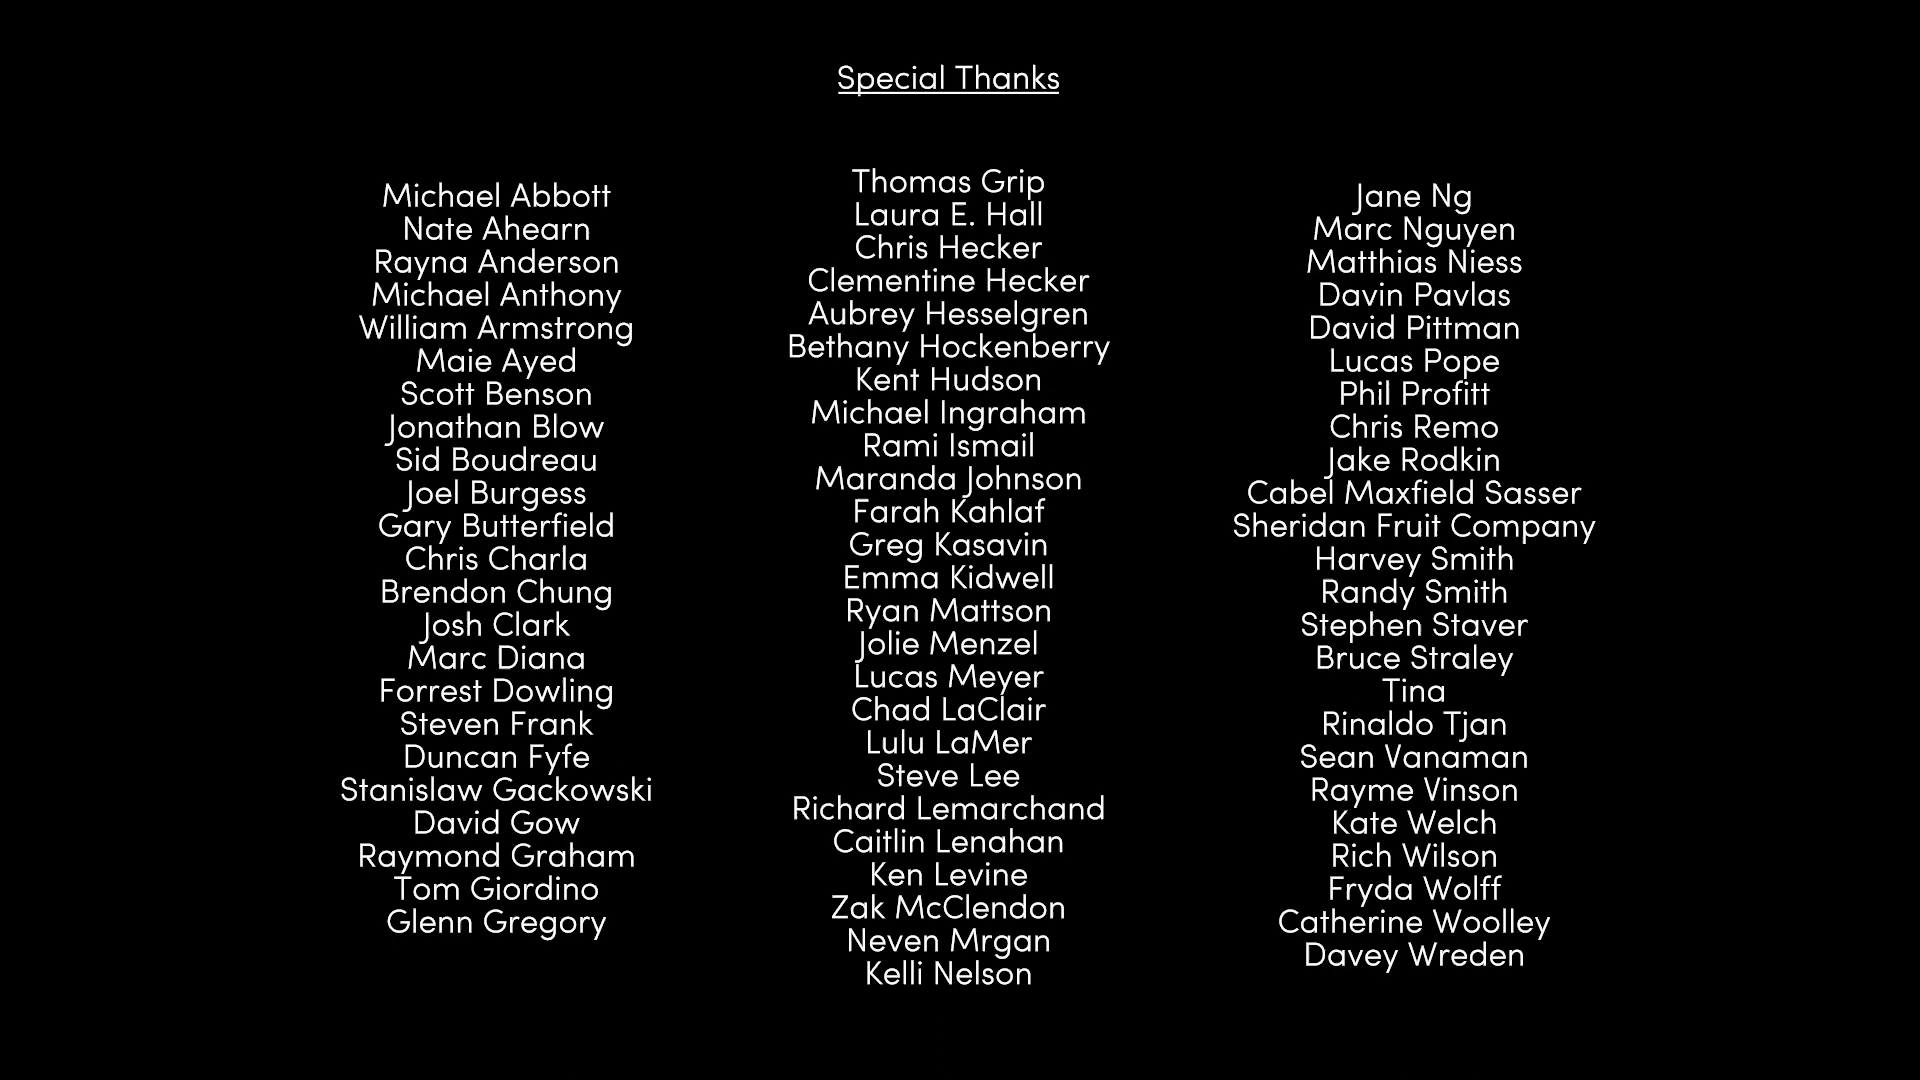 Special Thanks
Michael Abbott
Nate Ahearn
Rayna Anderson
Michael Anthony
William Armstrong
Maie Ayed
Scott Benson
Jonathan Blow
Sid Boudreau
Joel Burgess
Gary Butterfield
Chris Charla
Brendon Chung
Josh Clark
Marc Diana
Forrest Dowling
Steven Frank
Duncan Fyfe
Stanislaw Gackowski
David Gow
Raymond Graham
Tom Giordino
Glenn Gregory
Thomas Grip
Laura E. Hall
Chris Hecker
Clementine Hecker
Aubrey Hesselgren
Bethany Hockenberry
Kent Hudson
Michael Ingraham
Rami Ismail
Maranda Johnson
Farah Kahlaf
Greg Kasavin
Emma Kidwell
Ryan Mattson
Jolie Menzel
Lucas Meyer
Chad LaClair
Lulu LaMer
Steve Lee
Richard Lemarchand
Caitlin Lenahan
Ken Levine
Zak McClendon
Neven Mrgan
Kelli Nelson
Jane Ng
Marc Nguyen
Matthias Niess
Davin Pavlas
David Pittman
Lucas Pope
Phil Profitt
Chris Remo
Jake Rodkin
Cabel Maxfield Sasser
Sheridan Fruit Company
Harvey Smith
Randy Smith
Stephen Staver
Bruce Straley
Tina
Rinaldo Tjan
Sean Vanaman
Rayme Vinson
Kate Welch
Rich Wilson
Fryda Wolff
Catherine Woolley
Davey Wreden